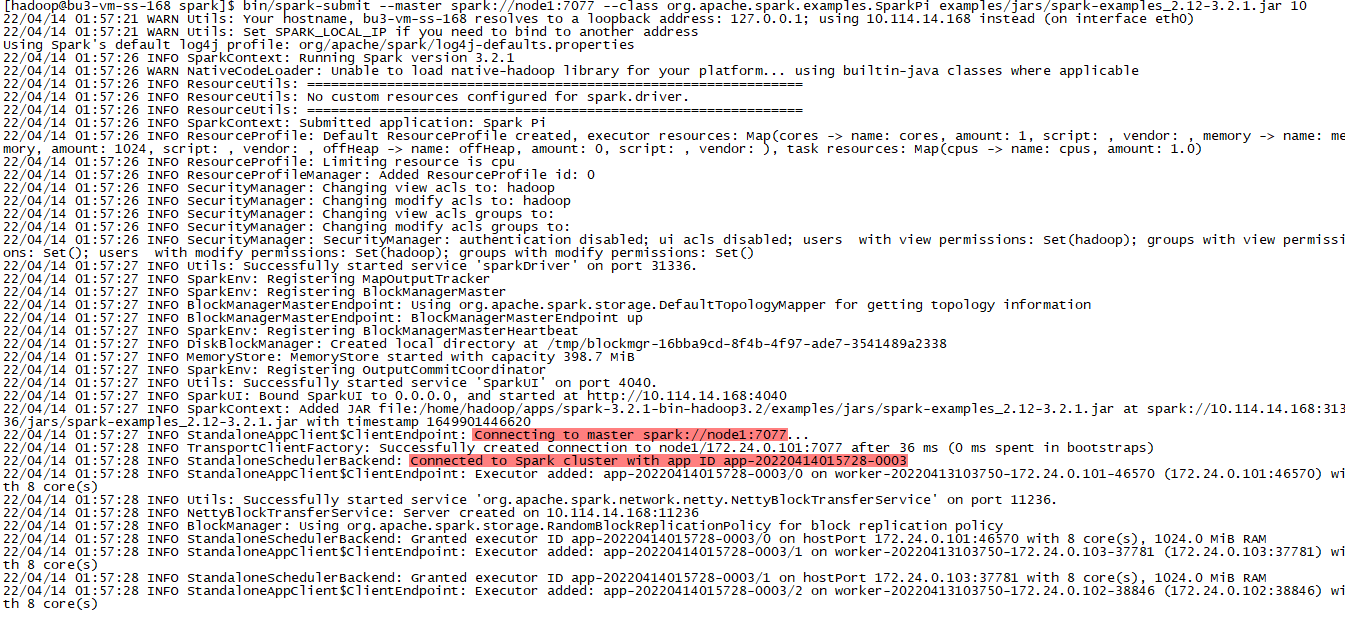 [hadoop@bu3-vm-ss-168 spark]$ bin/spark-submit --master spark://node1:7077 --class org.apache.spark.examples.SparkPi examples/jars/spark-examples_2.12-3.2.1.jar 10
22/04/14 01:57:21 WARN Utils: Your hostname, bu3-vm-ss-168 resolves to a loopback address: 127.0.0.1; using 10.114.14.168 instead (on interface eth0)
22/04/14 01:57:21 WARN Utils: Set SPARK_LOCAL_IP if you need to bind to another address
Using Spark's default log4j profile: org/apache/spark/log4j-defaults.properties
22/04/14 01:57:26 INFO SparkContext: Running Spark version 3.2.1
22/04/14 01:57:26 WARN NativeCodeLoader: Unable to load native-hadoop library for your platform... using builtin-java classes where applicable
22/04/14 01:57:26 INFO ResourceUtils: ==============================================================
22/04/14 01:57:26 INFO ResourceUtils: No custom resources configured for spark.driver.
22/04/14 01:57:26 INFO ResourceUtils: ==============================================================
22/04/14 01:57:26 INFO SparkContext: Submitted application: Spark Pi
22/04/14 01:57:26 INFO ResourceProfile: Default ResourceProfile created, executor resources: Map(cores -> name: cores, amount: 1, script: , vendor: , memory -> name: me
mory, amount: 1024, script: , vendor: , offHeap -> name: offHeap, amount: 0, script: , vendor: ), task resources: Map(cpus -> name: cpus, amount: 1.0)
22/04/14 01:57:26 INFO ResourceProfile: Limiting resource is cpu
22/04/14 01:57:26 INFO ResourceProfileManager: Added ResourceProfile id: 0
22/04/14 01:57:26 INFO SecurityManager: Changing view acls to: hadoop
22/04/14 01:57:26 INFO SecurityManager: Changing modify acls to: hadoop
22/04/14 01:57:26 INFO SecurityManager: Changing view acls groups to:
22/04/14 01:57:26 INFO SecurityManager: Changing modify acls groups to:
22/04/14 01:57:26 INFO SecurityManager: SecurityManager: authentication disabled; ui acls disabled; users  with view permissions: Set(hadoop); groups with view permissi
ons: Set(); users  with modify permissions: Set(hadoop); groups with modify permissions: Set()
22/04/14 01:57:27 INFO Utils: Successfully started service 'sparkDriver' on port 31336.
22/04/14 01:57:27 INFO SparkEnv: Registering MapOutputTracker
22/04/14 01:57:27 INFO SparkEnv: Registering BlockManagerMaster
22/04/14 01:57:27 INFO BlockManagerMasterEndpoint: Using org.apache.spark.storage.DefaultTopologyMapper for getting topology information
22/04/14 01:57:27 INFO BlockManagerMasterEndpoint: BlockManagerMasterEndpoint up
22/04/14 01:57:27 INFO SparkEnv: Registering BlockManagerMasterHeartbeat
22/04/14 01:57:27 INFO DiskBlockManager: Created local directory at /tmp/blockmgr-16bba9cd-8f4b-4f97-ade7-3541489a2338
22/04/14 01:57:27 INFO MemoryStore: MemoryStore started with capacity 398.7 MiB
22/04/14 01:57:27 INFO SparkEnv: Registering OutputCommitCoordinator
22/04/14 01:57:27 INFO Utils: Successfully started service 'SparkUI' on port 4040.
22/04/14 01:57:27 INFO SparkUI: Bound SparkUI to 0.0.0.0, and started at http://10.114.14.168:4040
22/04/14 01:57:27 INFO SparkContext: Added JAR file:/home/hadoop/apps/spark-3.2.1-bin-hadoop3.2/examples/jars/spark-examples_2.12-3.2.1.jar at spark://10.114.14.168:313
36/jars/spark-examples_2.12-3.2.1.jar with timestamp 1649901446620
22/04/14 01:57:27 INFO StandaloneAppClient$ClientEndpoint: Connecting to master spark://node1:7077...
22/04/14 01:57:28 INFO TransportClientFactory: Successfully created connection to node1/172.24.0.101:7077 after 36 ms (0 ms spent in bootstraps)
22/04/14 01:57:28 INFO StandaloneSchedulerBackend: Connected to Spark cluster with app ID app-20220414015728-0003
22/04/14 01:57:28 INFO StandaloneAppClient$ClientEndpoint: Executor added: app-20220414015728-0003/0 on worker-20220413103750-172.24.0.101-46570 (172.24.0.101:46570) wi
th 8 core(s)
22/04/14 01:57:28 INFO Utils: Successfully started service 'org.apache.spark.network.netty.NettyBlockTransferService' on port 11236.
22/04/14 01:57:28 INFO NettyBlockTransferService: Server created on 10.114.14.168:11236
22/04/14 01:57:28 INFO BlockManager: Using org.apache.spark.storage.RandomBlockReplicationPolicy for block replication policy
22/04/14 01:57:28 INFO StandaloneSchedulerBackend: Granted executor ID app-20220414015728-0003/0 on hostPort 172.24.0.101:46570 with 8 core(s), 1024.0 MiB RAM
22/04/14 01:57:28 INFO StandaloneAppClient$ClientEndpoint: Executor added: app-20220414015728-0003/1 on worker-20220413103750-172.24.0.103-37781 (172.24.0.103:37781) wi
th 8 core(s)
22/04/14 01:57:28 INFO StandaloneSchedulerBackend: Granted executor ID app-20220414015728-0003/1 on hostPort 172.24.0.103:37781 with 8 core(s), 1024.0 MiB RAM
22/04/14 01:57:28 INFO StandaloneAppClient$ClientEndpoint: Executor added: app-20220414015728-0003/2 on worker-20220413103750-172.24.0.102-38846 (172.24.0.102:38846) wi
th 8 core(s)